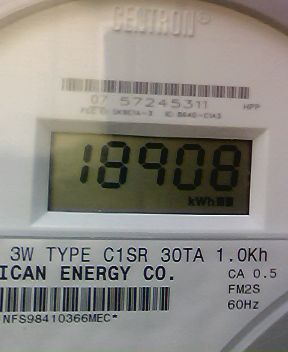 CENTRON®
07 57245311 HPP
18908
kWh
3W TYPE C1SR 30TA 1.0Kh
ICAN ENERGY CO. CA 0.5
FM2S
60Hz
NFS98410366MEC*